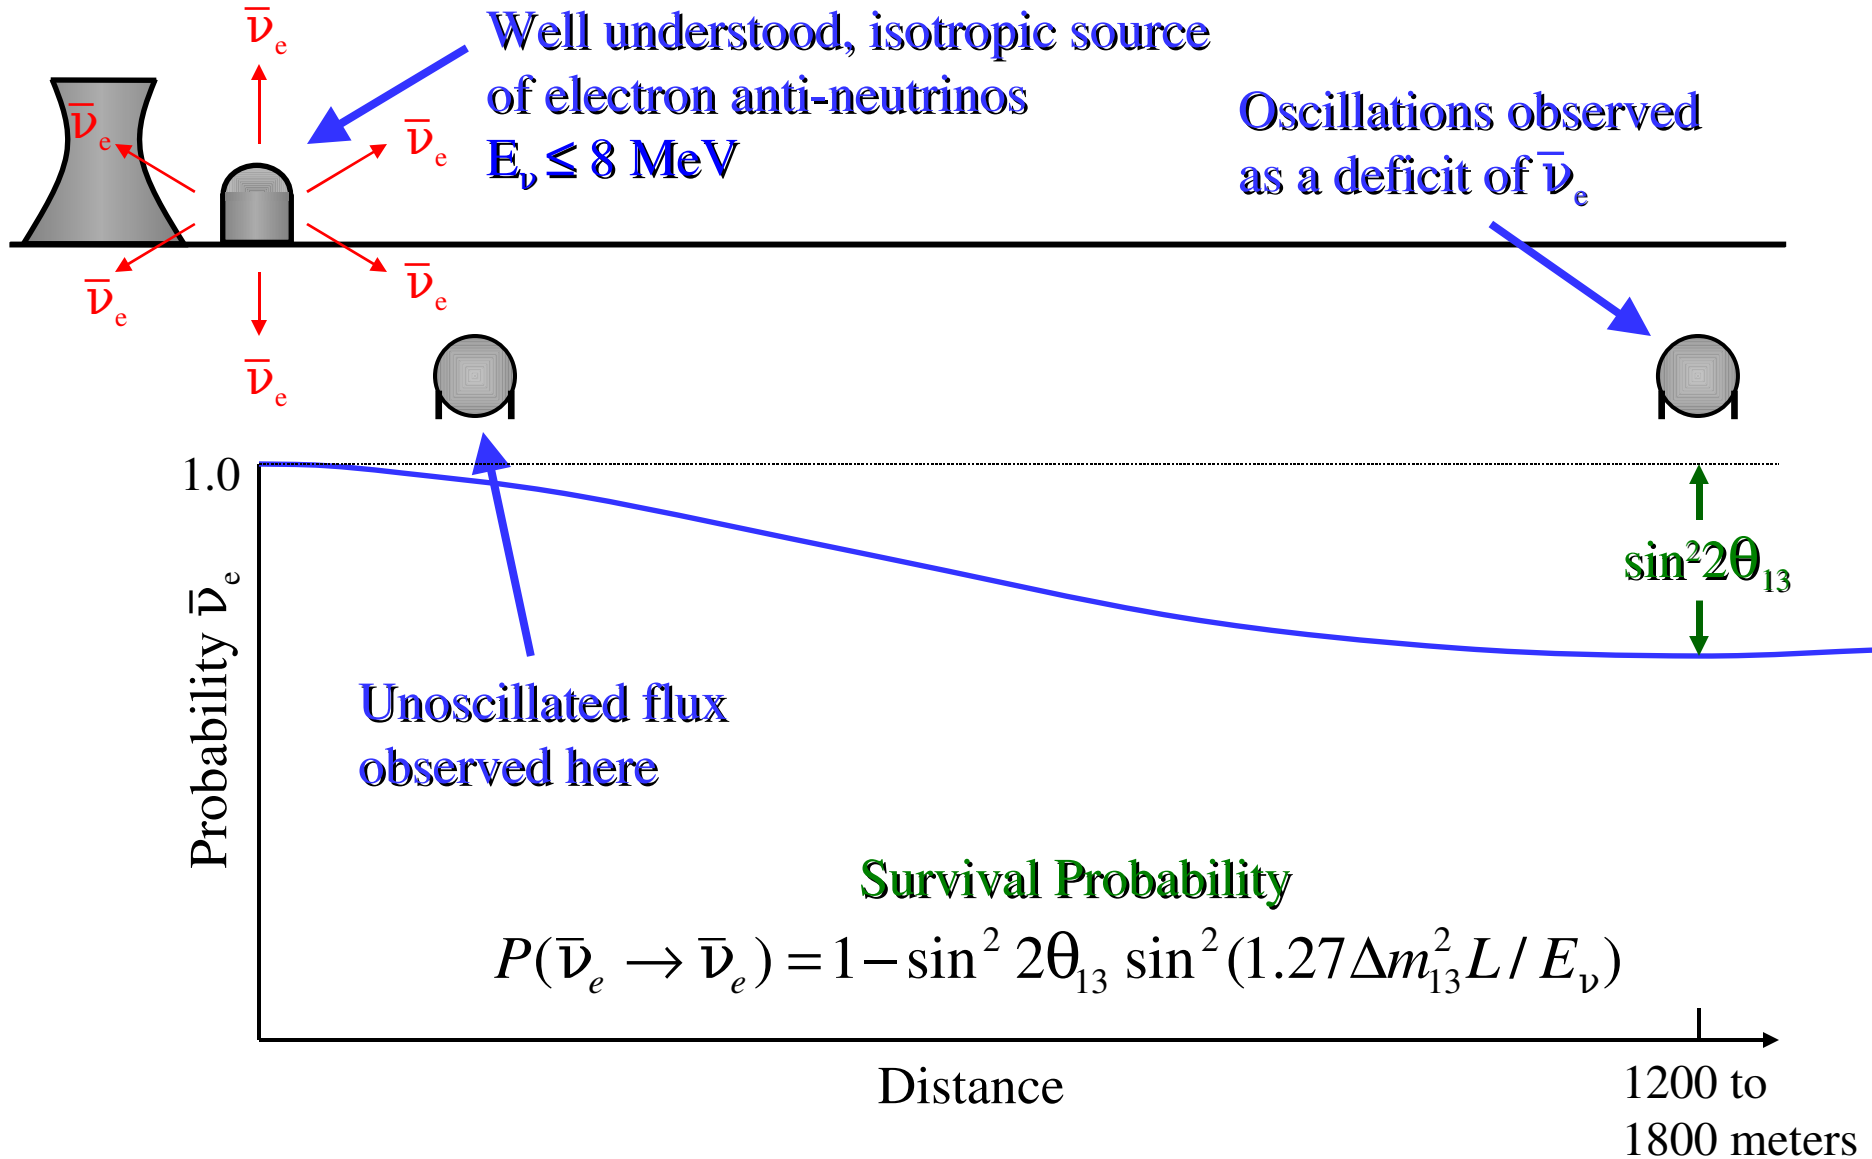 ν̅e
Well understood, isotropic source
of electron anti-neutrinos
Eν ≤ 8 MeV
ν̅e
ν̅e
ν̅e
ν̅e
ν̅e
Oscillations observed
as a deficit of ν̅e
1.0
sin²2θ13
Probability ν̅e
Unoscillated flux
observed here
Survival Probability
P(ν̅e → ν̅e) = 1 − sin² 2θ13 sin²(1.27Δm²13 L / Eν)
Distance
1200 to
1800 meters